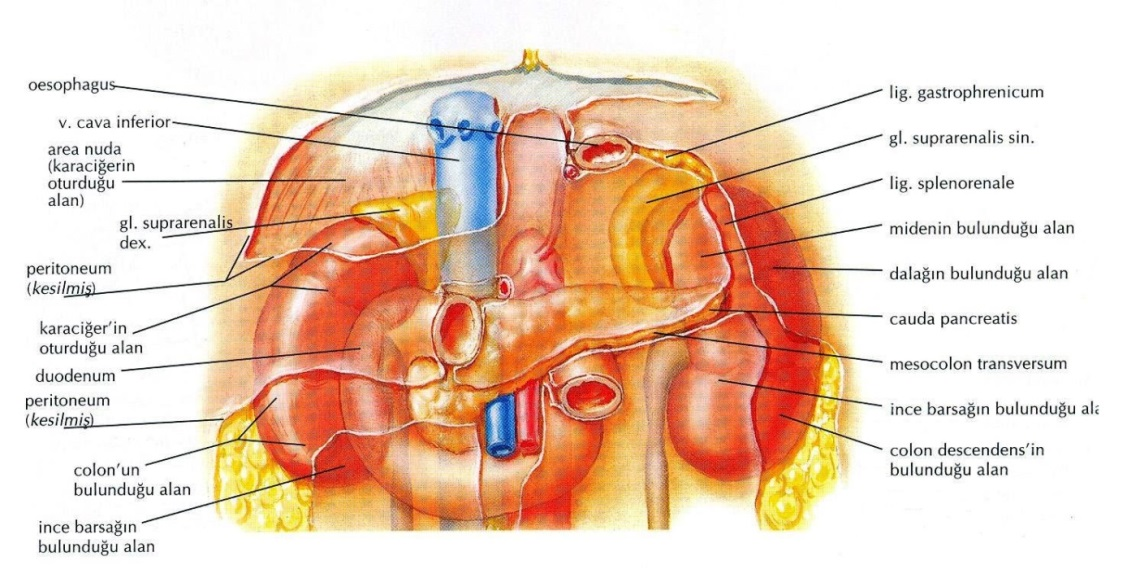 oesophagus
v. cava inferior
area nuda
(karaciğerin
oturduğu
alan)
gl. suprarenalis
dex.
peritoneum
(kesilmiş)
karaciğer'in
oturduğu alan
duodenum
peritoneum
(kesilmiş)
colon'un
bulunduğu alan
ince barsağın
bulunduğu alan
lig. gastrophrenicum
gl. suprarenalis sin.
lig. splenorenale
midenin bulunduğu alan
dalağın bulunduğu alan
cauda pancreatis
mesocolon transversum
ince barsağın bulunduğu ala
colon descendens'in
bulunduğu alan